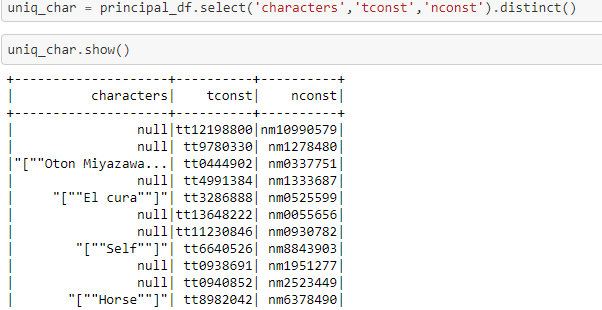 uniq_char = principal_df.select('characters','tconst','nconst').distinct()
uniq_char.show()
+-------------------+----------+----------+
|         characters|    tconst|    nconst|
+-------------------+----------+----------+
|               null|tt12198800|nm10990579|
|               null| tt9780330| nm1278480|
|"[""Oton Miyazawa...| tt0444902| nm0337751|
|               null| tt4991384| nm1333687|
|    "[""El cura""]"| tt3286888| nm0525599|
|               null|tt13648222| nm0055656|
|               null|tt11230846| nm0930782|
|       "[""Self""]"| tt6640526| nm8843903|
|               null| tt0938691| nm1951277|
|               null| tt0940852| nm2523449|
|      "[""Horse""]"| tt8982042| nm6378490|